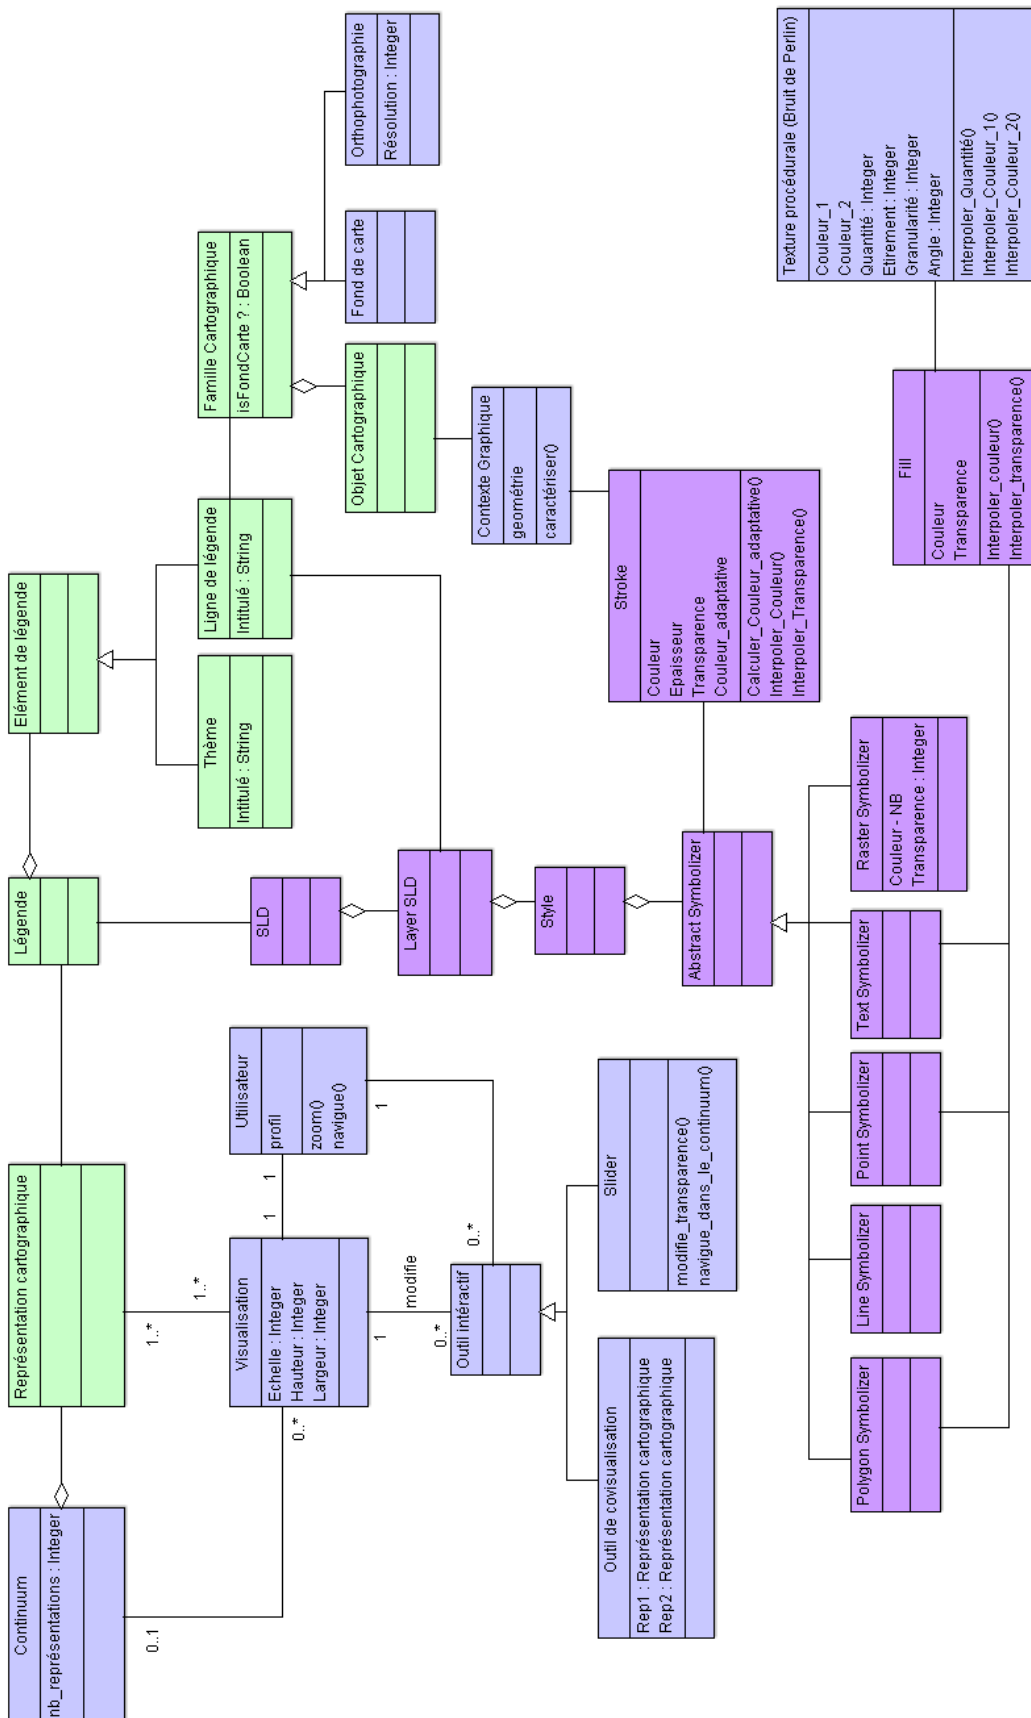 Continuum
nb_représentations : Integer
Représentation cartographique
Légende
Elément de légende
0..1
1..*
1..*
0..*
Visualisation
Echelle : Integer
Hauteur : Integer
Largeur : Integer
1
1
Utilisateur
profil
zoom()
navigue()
1
modifie
1
0..*
0..*
Outil intéractif
SLD
Thème
Intitulé : String
Ligne de légende
Intitulé : String
Famille Cartographique
isFondCarte ? : Boolean
Layer SLD
Objet Cartographique
Fond de carte
Orthophotographie
Résolution : Integer
Style
Contexte Graphique
geométrie
caractériser()
Outil de covisualisation
Rep1 : Représentation cartographique
Rep2 : Représentation cartographique
Slider
modifie_transparence()
navigue_dans_le_continuum()
Abstract Symbolizer
Stroke
Couleur
Epaisseur
Transparence
Couleur_adaptative
Calculer_Couleur_adaptative()
Interpoler_Couleur()
Interpoler_Transparence()
Polygon Symbolizer
Line Symbolizer
Point Symbolizer
Text Symbolizer
Raster Symbolizer
Couleur - NB
Transparence : Integer
Fill
Couleur
Transparence
Interpoler_couleur()
Interpoler_transparence()
Texture procédurale (Bruit de Perlin)
Couleur_1
Couleur_2
Quantité : Integer
Etirement : Integer
Granularité : Integer
Angle : Integer
Interpoler_Quantité()
Interpoler_Couleur_1()
Interpoler_Couleur_2()